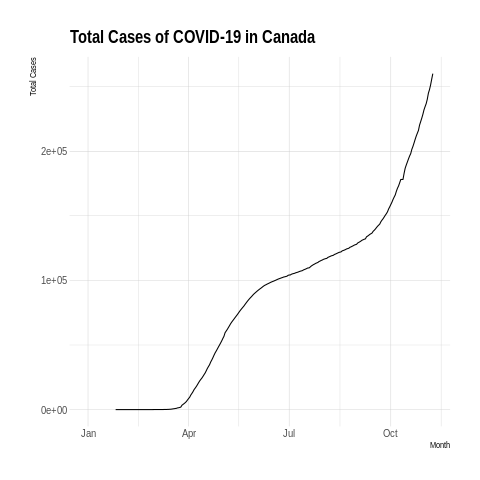 Total Cases of COVID-19 in Canada
Total Cases
2e+05
1e+05
0e+00
Jan Apr Jul Oct
Month